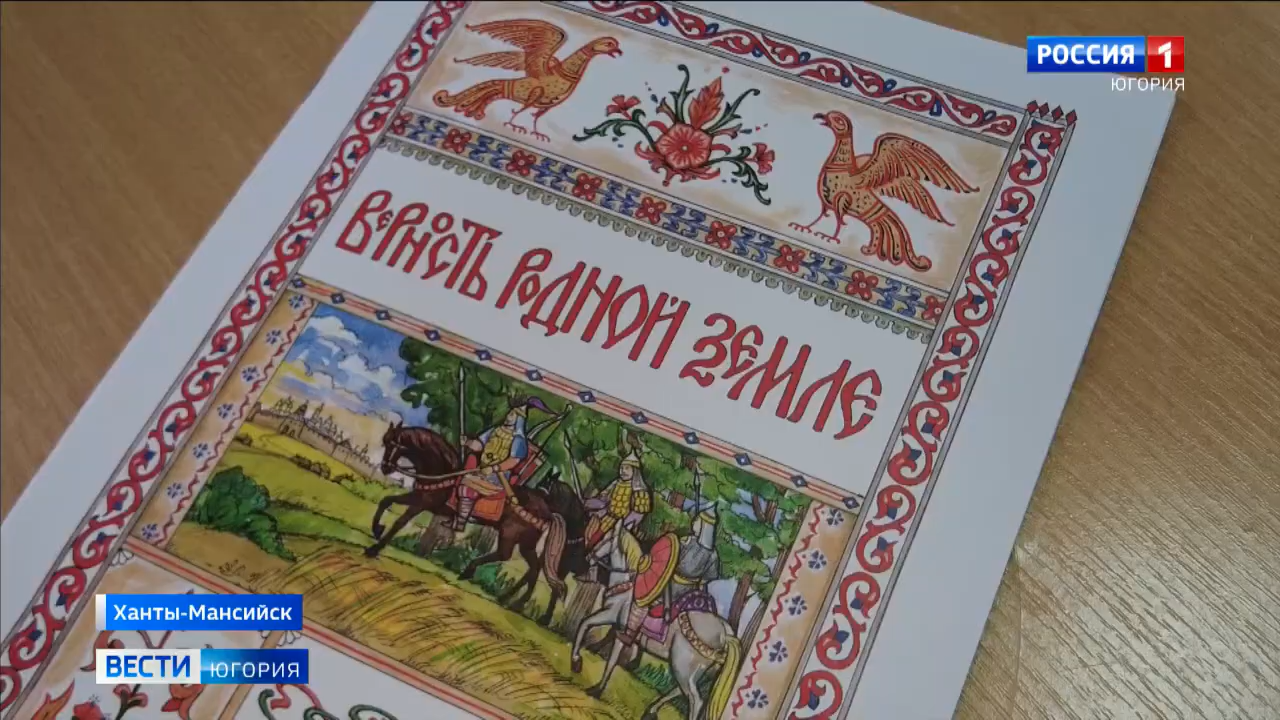 РОССИЯ 1
ЮГОРИЯ
ВЕРНОСТЬ РОДНОЙ ЗЕМЛЕ
Ханты-Мансийск
ВЕСТИ ЮГОРИЯ